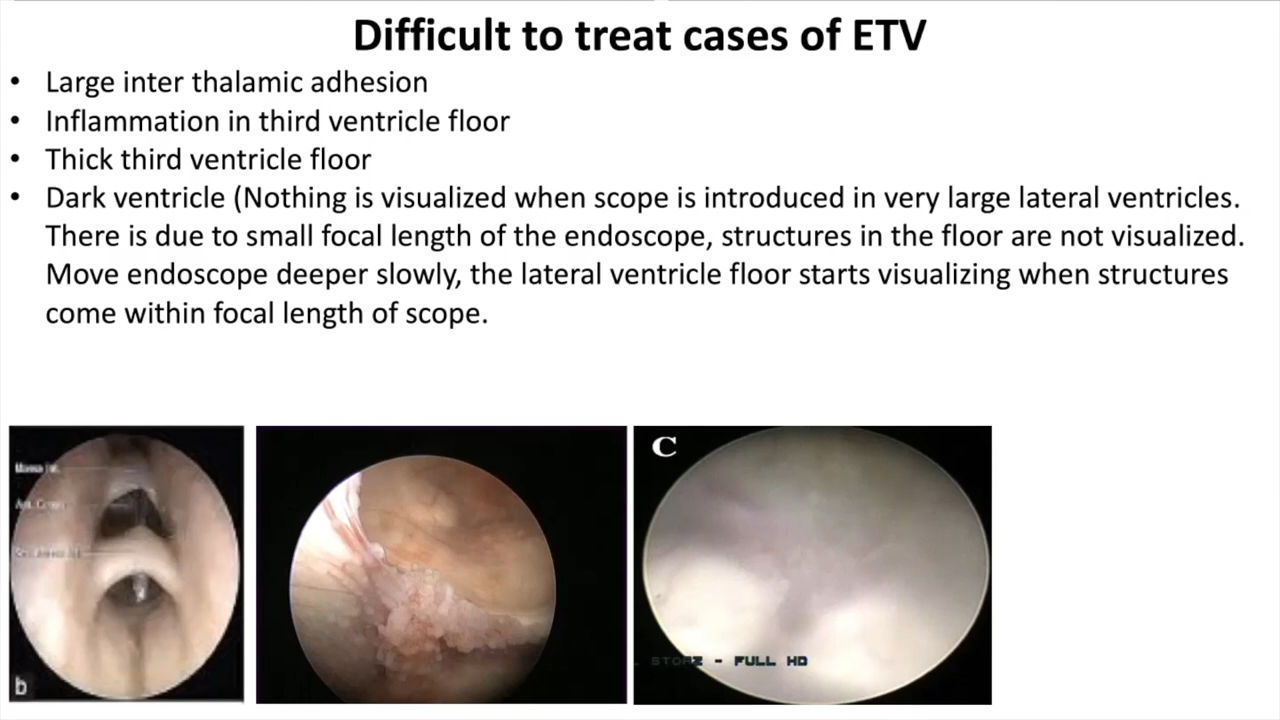 Difficult to treat cases of ETV
• Large inter thalamic adhesion
• Inflammation in third ventricle floor
• Thick third ventricle floor
• Dark ventricle (Nothing is visualized when scope is introduced in very large lateral ventricles.
There is due to small focal length of the endoscope, structures in the floor are not visualized.
Move endoscope deeper slowly, the lateral ventricle floor starts visualizing when structures
come within focal length of scope.
b
C
STORZ - FULL HD